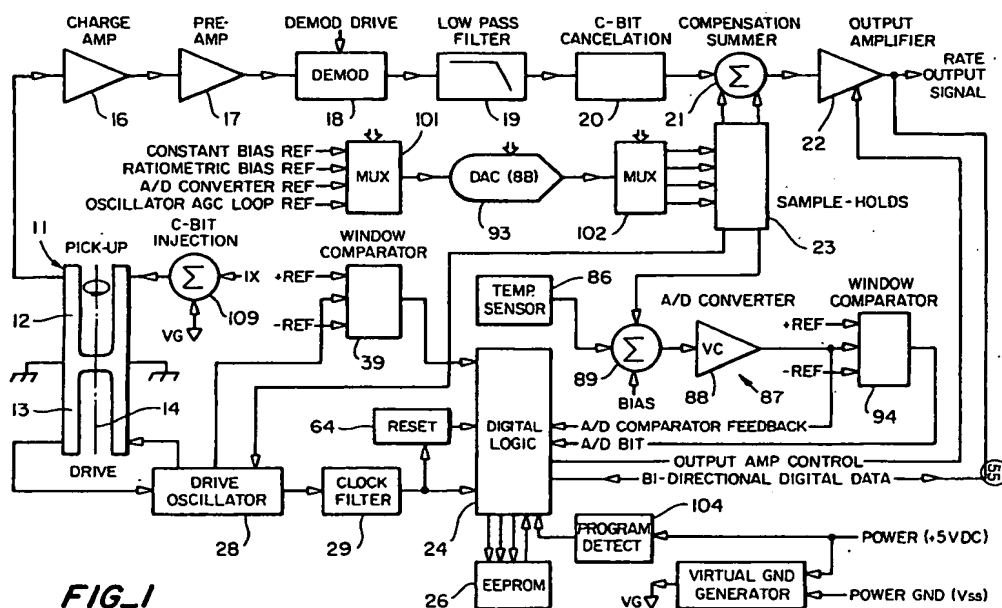 CHARGE AMP
PRE-AMP
DEMOD DRIVE
LOW PASS FILTER
C-BIT CANCELATION
COMPENSATION SUMMER
OUTPUT AMPLIFIER
DEMOD
Σ
RATE OUTPUT SIGNAL
16
17
18
101
19
20
21
22
CONSTANT BIAS REF
RATIOMETRIC BIAS REF
A/D CONVERTER REF
OSCILLATOR AGC LOOP REF
MUX
DAC (8B)
MUX
93
102
SAMPLE-HOLDS
23
11
PICK-UP
C-BIT INJECTION
Σ
IX
109
VG
WINDOW COMPARATOR
+REF
-REF
39
TEMP. SENSOR
86
A/D CONVERTER
WINDOW COMPARATOR
Σ
89
BIAS
VC
88
87
+REF
-REF
94
12
13
14
DRIVE
64
RESET
DIGITAL LOGIC
A/D COMPARATOR FEEDBACK
A/D BIT
OUTPUT AMP CONTROL
BI-DIRECTIONAL DIGITAL DATA
55
DRIVE OSCILLATOR
28
CLOCK FILTER
29
24
PROGRAM DETECT
104
POWER (+5VDC)
EEPROM
26
VG
VIRTUAL GND GENERATOR
POWER GND (Vss)
FIG_1